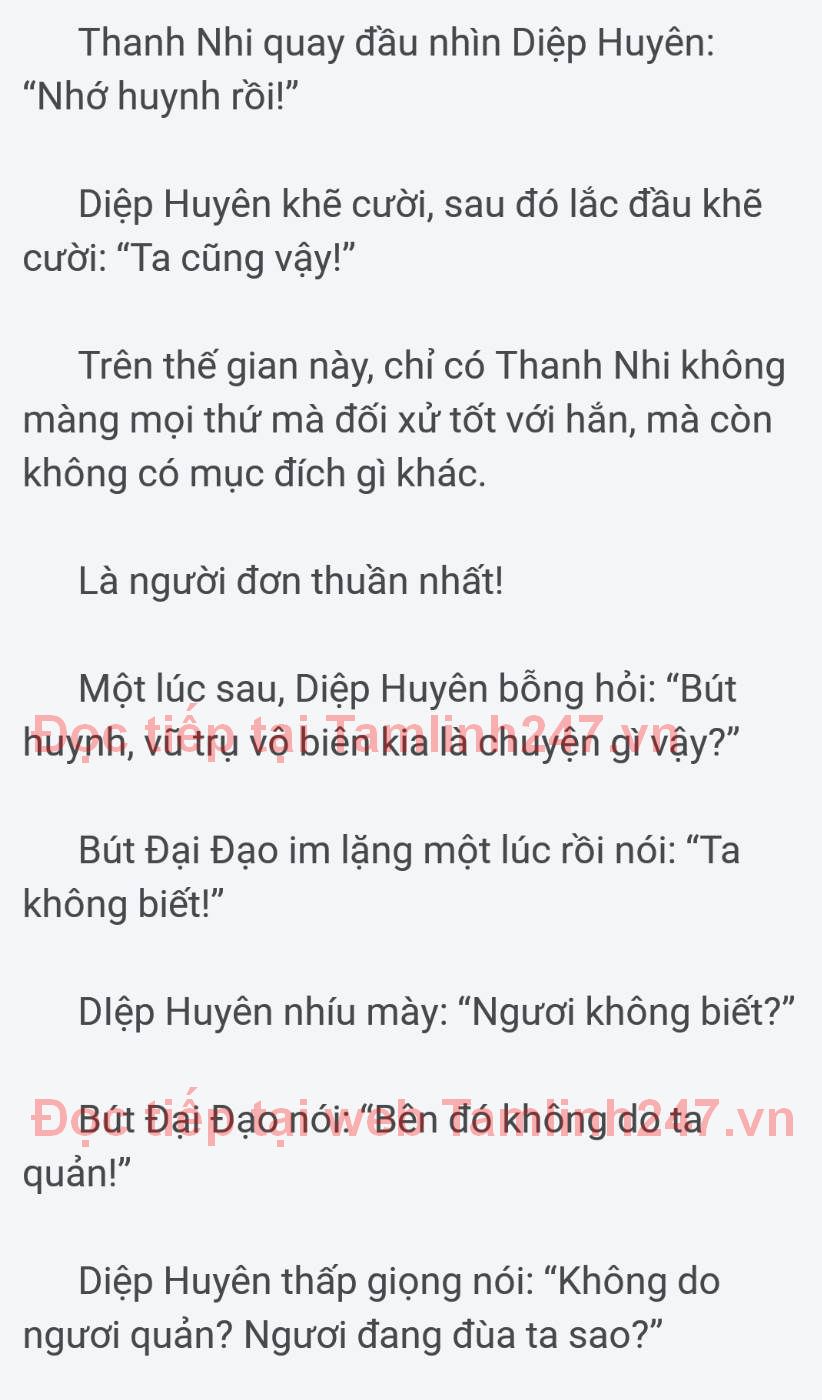 Thanh Nhi quay đầu nhìn Diệp Huyên:
“Nhớ huynh rồi!”
Diệp Huyên khẽ cười, sau đó lắc đầu khẽ
cười: “Ta cũng vậy!”
Trên thế gian này, chỉ có Thanh Nhi không
màng mọi thứ mà đối xử tốt với hắn, mà còn
không có mục đích gì khác.
Là người đơn thuần nhất!
Một lúc sau, Diệp Huyên bỗng hỏi: “Bút
Đọc tiếp tại Tamlinh247.vn
huynh, vũ trụ vô biên kia là chuyện gì vậy?”
Bút Đại Đạo im lặng một lúc rồi nói: “Ta
không biết!”
DIệp Huyên nhíu mày: “Ngươi không biết?”
Đọc tiếp tại web Tamlinh247.vn
Bút Đại Đạo nói: “Bên đó không do ta
quản!”
Diệp Huyên thấp giọng nói: “Không do
ngươi quản? Ngươi đang đùa ta sao?”